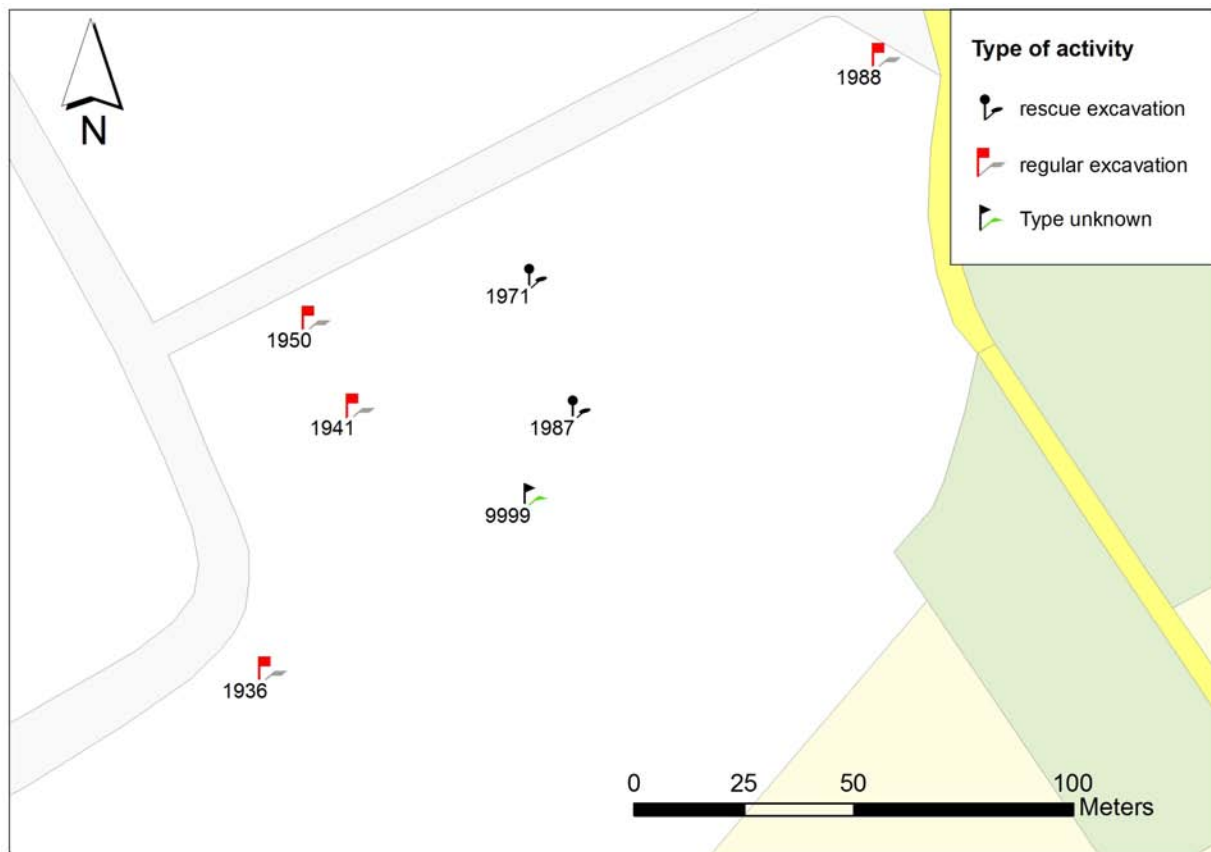 N
Type of activity
rescue excavation
regular excavation
Type unknown
1988
1971
1950
1941
1987
9999
1936
0 25 50 100
Meters